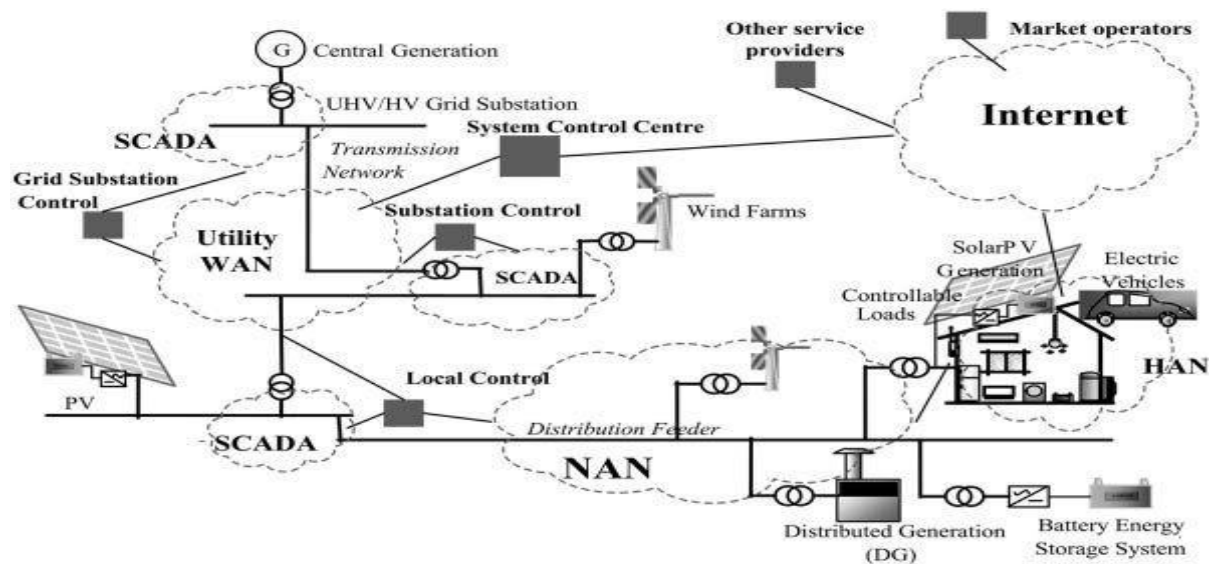 G
Central Generation
UHV/HV Grid Substation
SCADA
Transmission
Network
Grid Substation
Control
System Control Centre
Other service
providers
Market operators
Internet
Utility
WAN
Substation Control
SCADA
Wind Farms
SolarP V
Generation
Electric
Vehicles
Controllable
Loads
HAN
PV
Local Control
SCADA
Distribution Feeder
NAN
Distributed Generation
(DG)
Battery Energy
Storage System